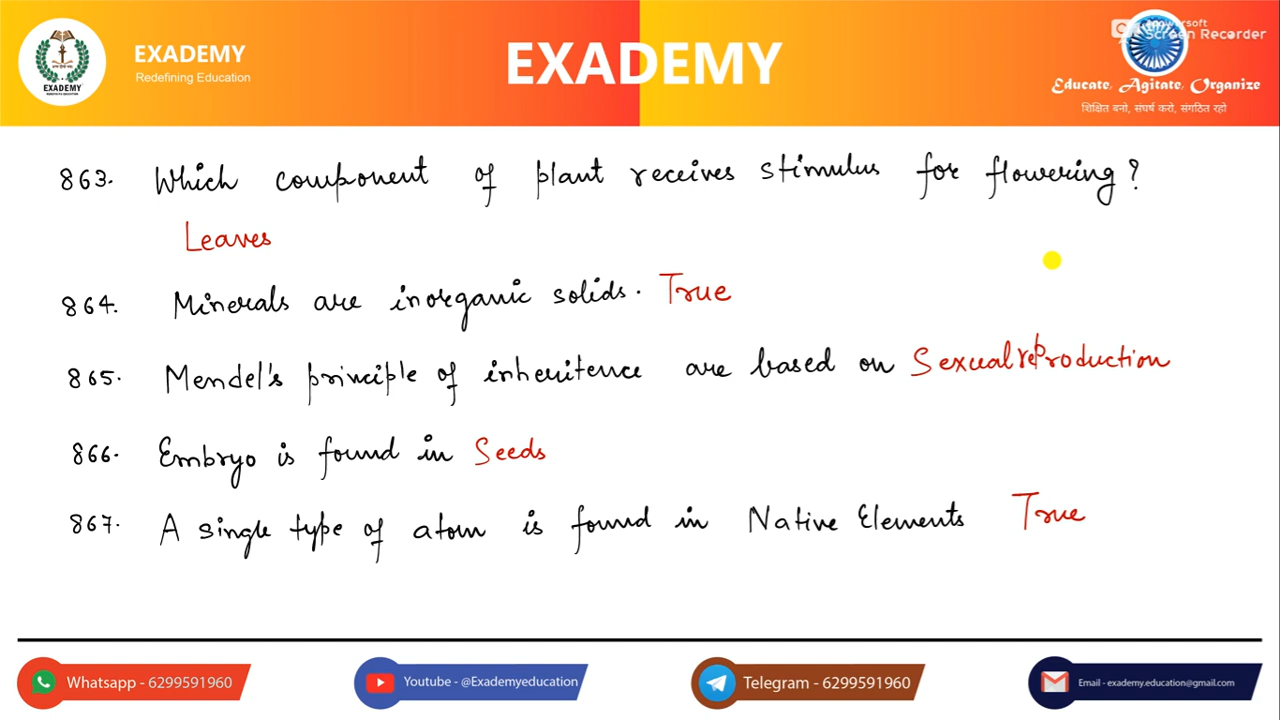 EXADEMY
Redefining Education
EXADEMY
EXADEMY
Screen Recorder
Educate, Agitate, Organize
शिक्षित बनो, संघर्ष करो, संगठित रहो
863. Which component of plant receives stimulus for flowering?
Leaves
864. Minerals are inorganic solids. True
865. Mendel's principle of inheritence are based on Sexual reproduction
866. Embryo is found in Seeds
867. A single type of atom is found in Native Elements True
Whatsapp - 6299591960
Youtube - @Exademyeducation
Telegram - 6299591960
Email - exademy.education@gmail.com